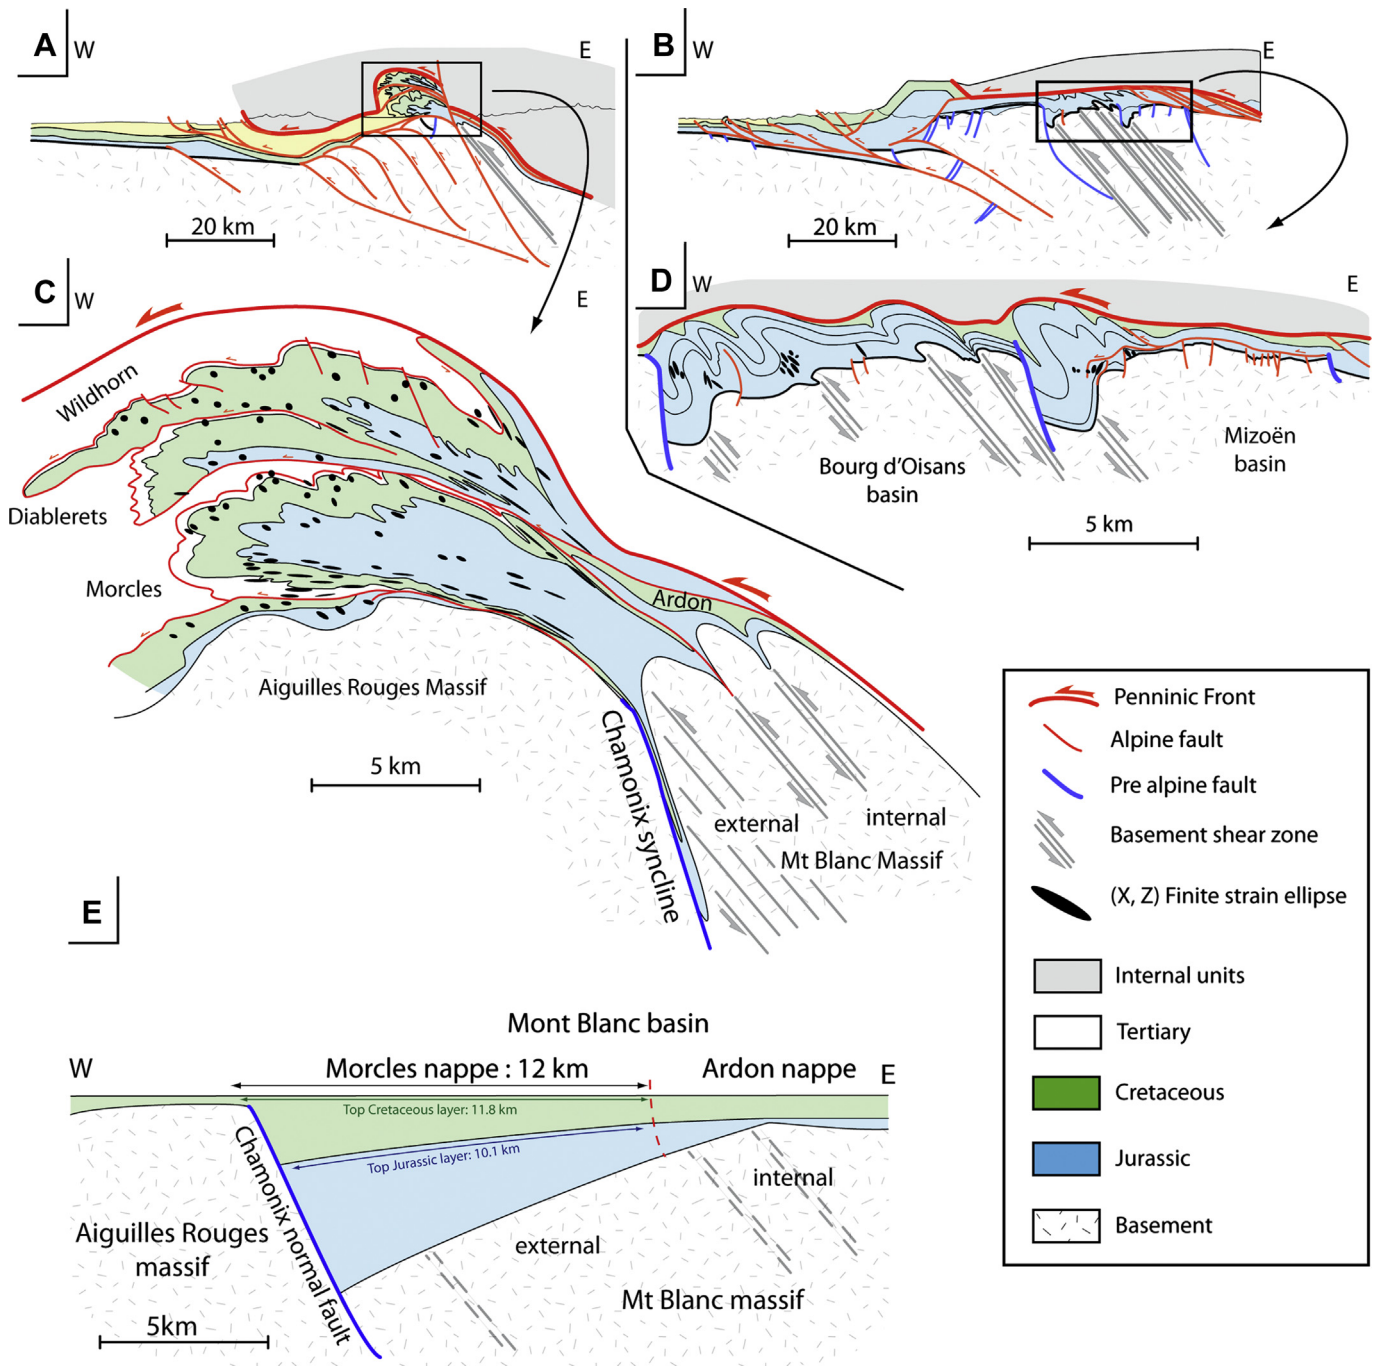 A
W
E
20 km
B
W
E
20 km
C
W
E
Wildhorn
Diablerets
Morcles
Ardon
Aiguilles Rouges Massif
5 km
Chamonix syncline
external
internal
Mt Blanc Massif
D
W
E
Bourg d'Oisans
basin
Mizoën
basin
5 km
Penninic Front
Alpine fault
Pre alpine fault
Basement shear zone
(X, Z) Finite strain ellipse
Internal units
Tertiary
Cretaceous
Jurassic
Basement
E
Mont Blanc basin
W
Morcles nappe : 12 km
Ardon nappe
E
Top Cretaceous layer: 11.8 km
Top Jurassic layer: 10.1 km
Chamonix normal fault
internal
external
Aiguilles Rouges
massif
Mt Blanc massif
5km